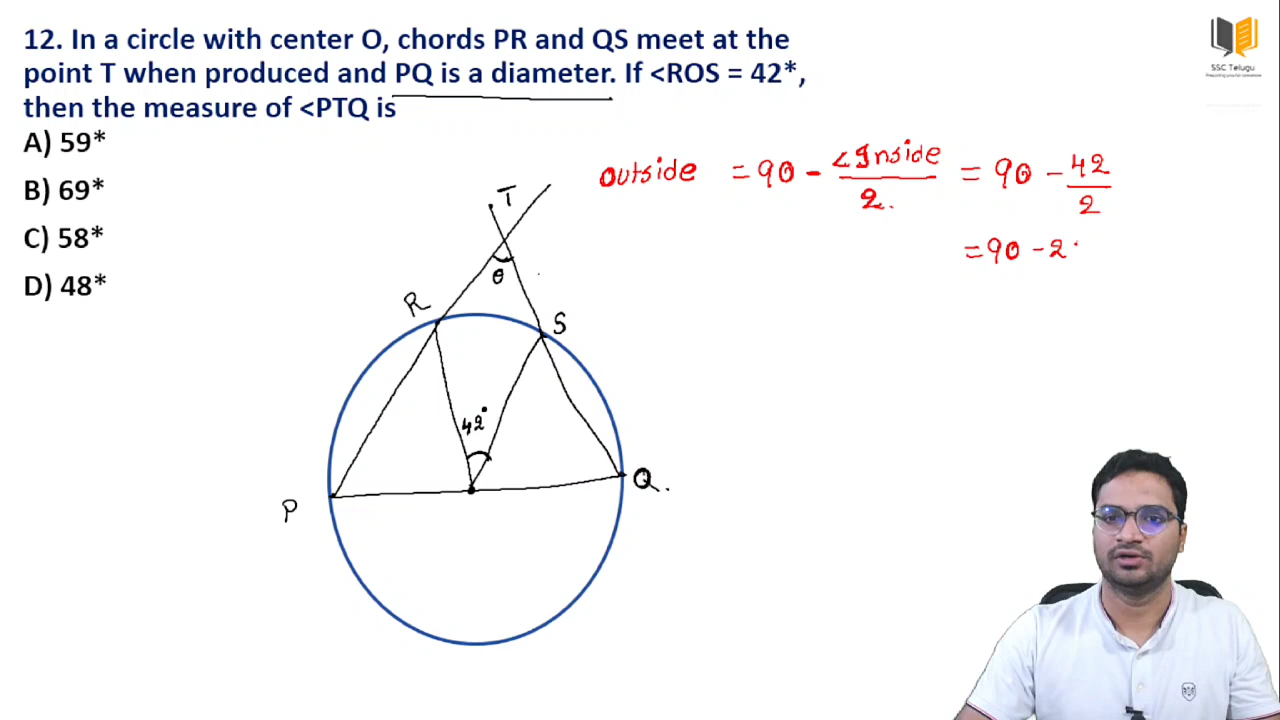 12. In a circle with center O, chords PR and QS meet at the
point T when produced and PQ is a diameter. If <ROS = 42*,
then the measure of <PTQ is
A) 59*
B) 69*
C) 58*
D) 48*
SSC Telugu
outside = 90 - <Inside/2. = 90 - 42/2
= 90 - 2
T
θ
R
S
42°
P
Q.